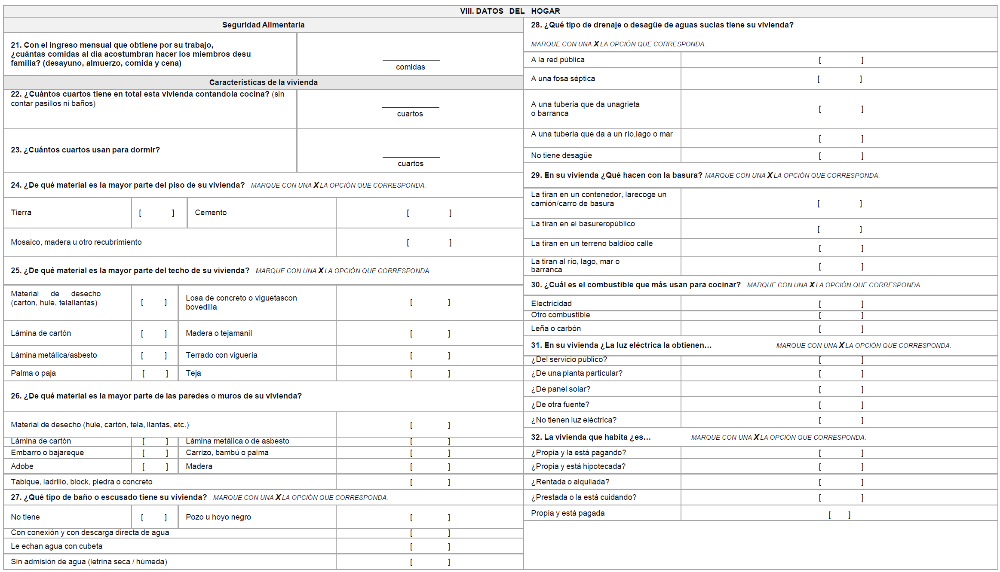 VIII. DATOS DEL HOGAR
Seguridad Alimentaria
21. Con el ingreso mensual que obtiene por su trabajo,
¿cuántas comidas al día acostumbran hacer los miembros desu
familia? (desayuno, almuerzo, comida y cena)
comidas
Características de la vivienda
22. ¿Cuántos cuartos tiene en total esta vivienda contandola cocina? (sin
contar pasillos ni baños)
cuartos
23. ¿Cuántos cuartos usan para dormir?
cuartos
24. ¿De qué material es la mayor parte del piso de su vivienda? MARQUE CON UNA X LA OPCIÓN QUE CORRESPONDA.
Tierra [ ] Cemento [ ]
Mosaico, madera u otro recubrimiento [ ]
25. ¿De qué material es la mayor parte del techo de su vivienda? MARQUE CON UNA X LA OPCIÓN QUE CORRESPONDA.
Material de desecho
(cartón, hule, telallantas) [ ]
Losa de concreto o viguetascon
bovedilla [ ]
Lámina de cartón [ ] Madera o tejamanil [ ]
Lámina metálica/asbesto [ ] Terrado con viguería [ ]
Palma o paja [ ] Teja [ ]
26. ¿De qué material es la mayor parte de las paredes o muros de su vivienda?
Material de desecho (hule, cartón, tela, llantas, etc.) [ ]
Lámina de cartón [ ] Lámina metálica o de asbesto [ ]
Embarro o bajareque [ ] Carrizo, bambú o palma [ ]
Adobe [ ] Madera [ ]
Tabique, ladrillo, block, piedra o concreto [ ]
27. ¿Qué tipo de baño o escusado tiene su vivienda? MARQUE CON UNA X LA OPCIÓN QUE CORRESPONDA.
No tiene [ ] Pozo u hoyo negro [ ]
Con conexión y con descarga directa de agua [ ]
Le echan agua con cubeta [ ]
Sin admisión de agua (letrina seca / húmeda) [ ]
28. ¿Qué tipo de drenaje o desagüe de aguas sucias tiene su vivienda?
MARQUE CON UNA X LA OPCIÓN QUE CORRESPONDA.
A la red pública [ ]
A una fosa séptica [ ]
A una tubería que da unagrieta
o barranca [ ]
A una tubería que da a un río,lago o mar [ ]
No tiene desagüe [ ]
29. En su vivienda ¿Qué hacen con la basura? MARQUE CON UNA X LA OPCIÓN QUE CORRESPONDA.
La tiran en un contenedor, larecoge un
camión/carro de basura [ ]
La tiran en el basureropúblico [ ]
La tiran en un terreno baldíoo calle [ ]
La tiran al río, lago, mar o
barranca [ ]
30. ¿Cuál es el combustible que más usan para cocinar? MARQUE CON UNA X LA OPCIÓN QUE CORRESPONDA.
Electricidad [ ]
Otro combustible [ ]
Leña o carbón [ ]
31. En su vivienda ¿La luz eléctrica la obtienen… MARQUE CON UNA X LA OPCIÓN QUE CORRESPONDA.
¿Del servicio público? [ ]
¿De una planta particular? [ ]
¿De panel solar? [ ]
¿De otra fuente? [ ]
¿No tienen luz eléctrica? [ ]
32. La vivienda que habita ¿es… MARQUE CON UNA X LA OPCIÓN QUE CORRESPONDA.
¿Propia y la está pagando? [ ]
¿Propia y está hipotecada? [ ]
¿Rentada o alquilada? [ ]
¿Prestada o la está cuidando? [ ]
Propia y está pagada [ ]